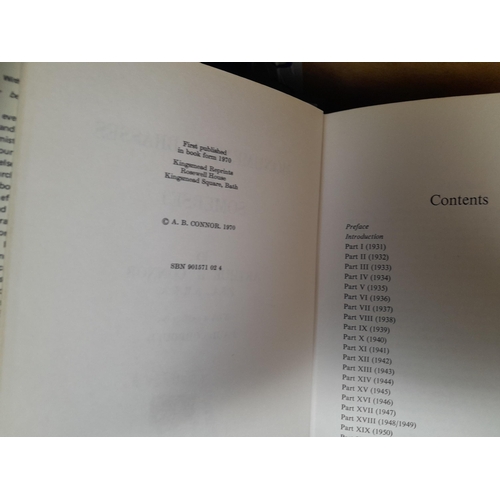 First published
in book form 1970
Kingsmead Reprints
Rosewell House
Kingsmead Square, Bath
© A. B. CONNOR, 1970
SBN 901571 02 4
Contents
Preface
Introduction
Part I (1931)
Part II (1932)
Part III (1933)
Part IV (1934)
Part V (1935)
Part VI (1936)
Part VII (1937)
Part VIII (1938)
Part IX (1939)
Part X (1940)
Part XI (1941)
Part XII (1942)
Part XIII (1943)
Part XIV (1944)
Part XV (1945)
Part XVI (1946)
Part XVII (1947)
Part XVIII (1948/1949)
Part XIX (1950)